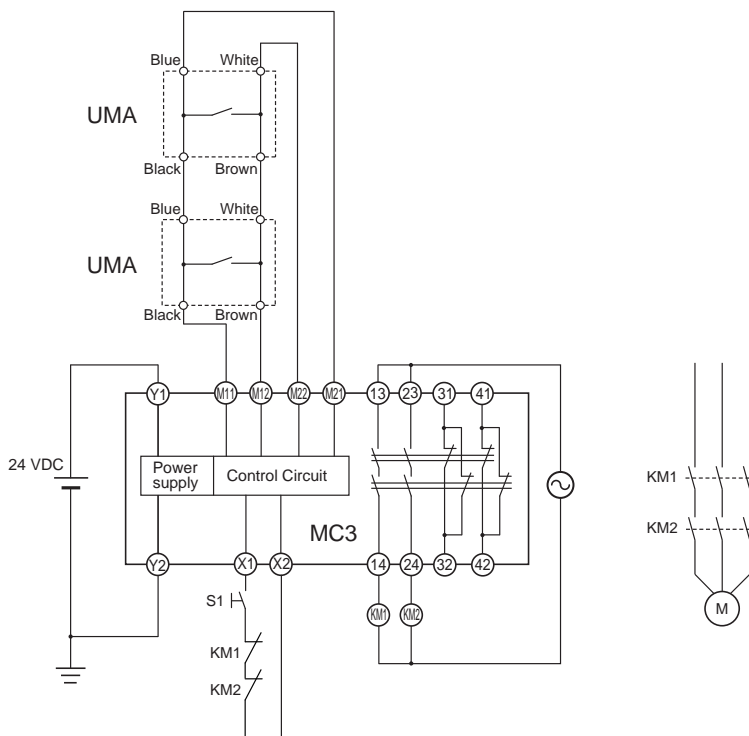 Blue White
UMA
Black Brown
Blue White
UMA
Black Brown
Y1 M11 M12 M22 M21 13 23 31 41
24 VDC
Power
supply
Control Circuit
MC3
Y2 X1 X2 14 24 32 42
S1
KM1 KM2
KM1
KM2
KM1
KM2
M